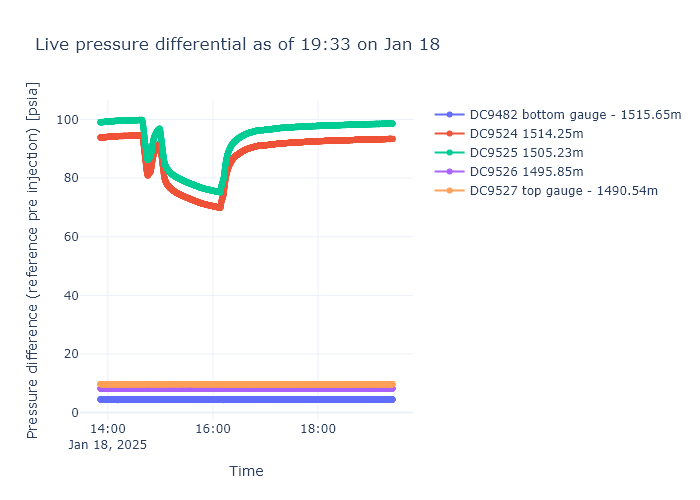 Live pressure differential as of 19:33 on Jan 18
Pressure difference (reference pre injection) [psia]
100
80
60
40
20
0
14:00
Jan 18, 2025
16:00
18:00
Time
DC9482 bottom gauge - 1515.65m
DC9524 1514.25m
DC9525 1505.23m
DC9526 1495.85m
DC9527 top gauge - 1490.54m